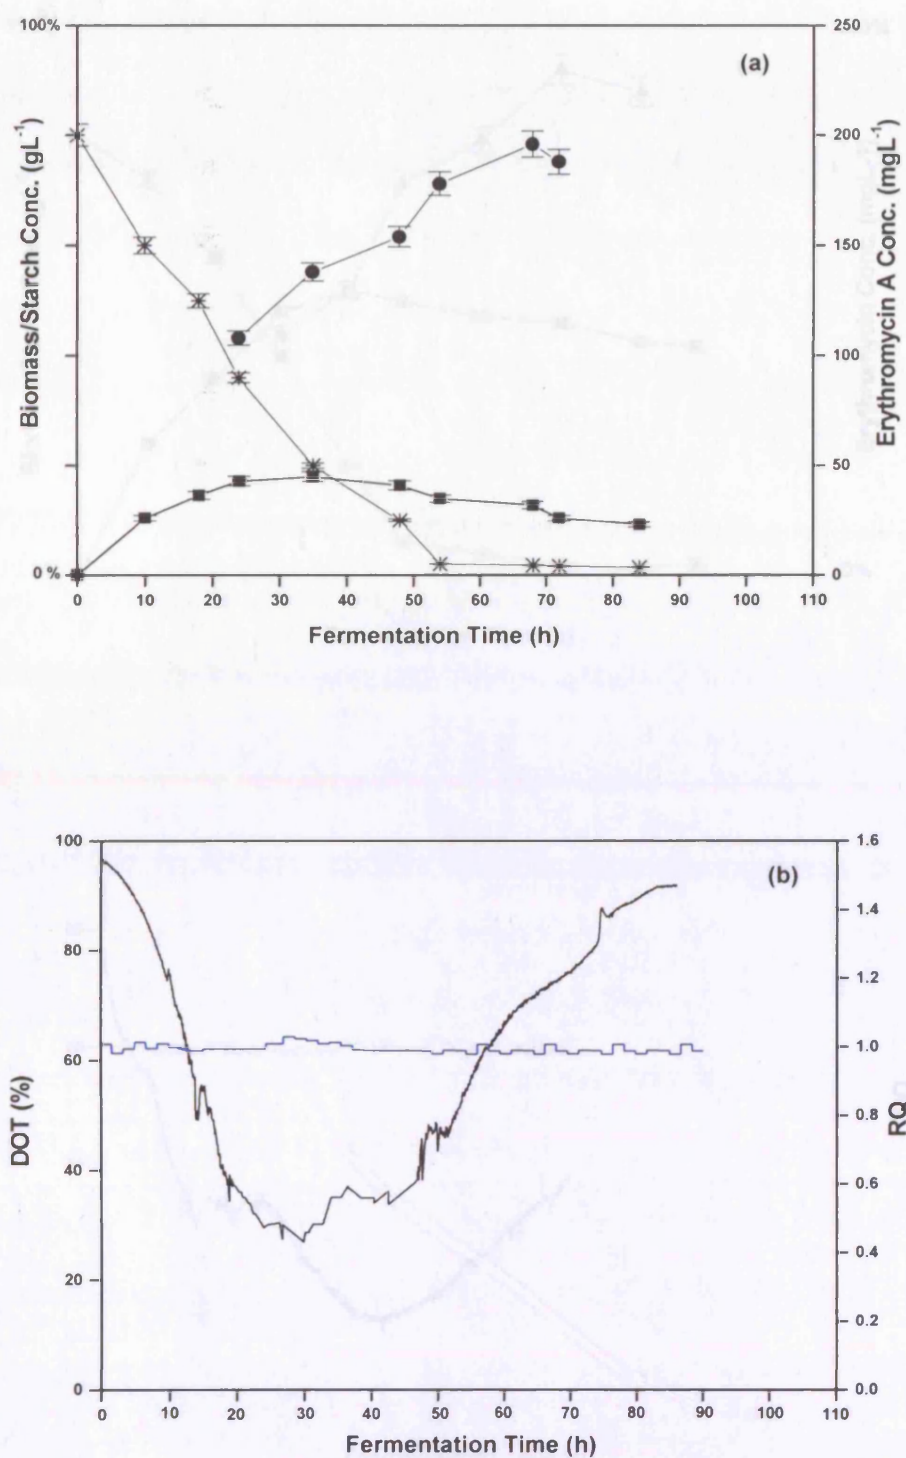 (a)
100%
0 %
Biomass/Starch Conc. (gL⁻¹)
250
200
150
100
50
0
Erythromycin A Conc. (mgL⁻¹)
0 10 20 30 40 50 60 70 80 90 100 110
Fermentation Time (h)
(b)
100
80
60
40
20
0
DOT (%)
1.6
1.4
1.2
1.0
0.8
0.6
0.4
0.2
0.0
RQ
0 10 20 30 40 50 60 70 80 90 100 110
Fermentation Time (h)